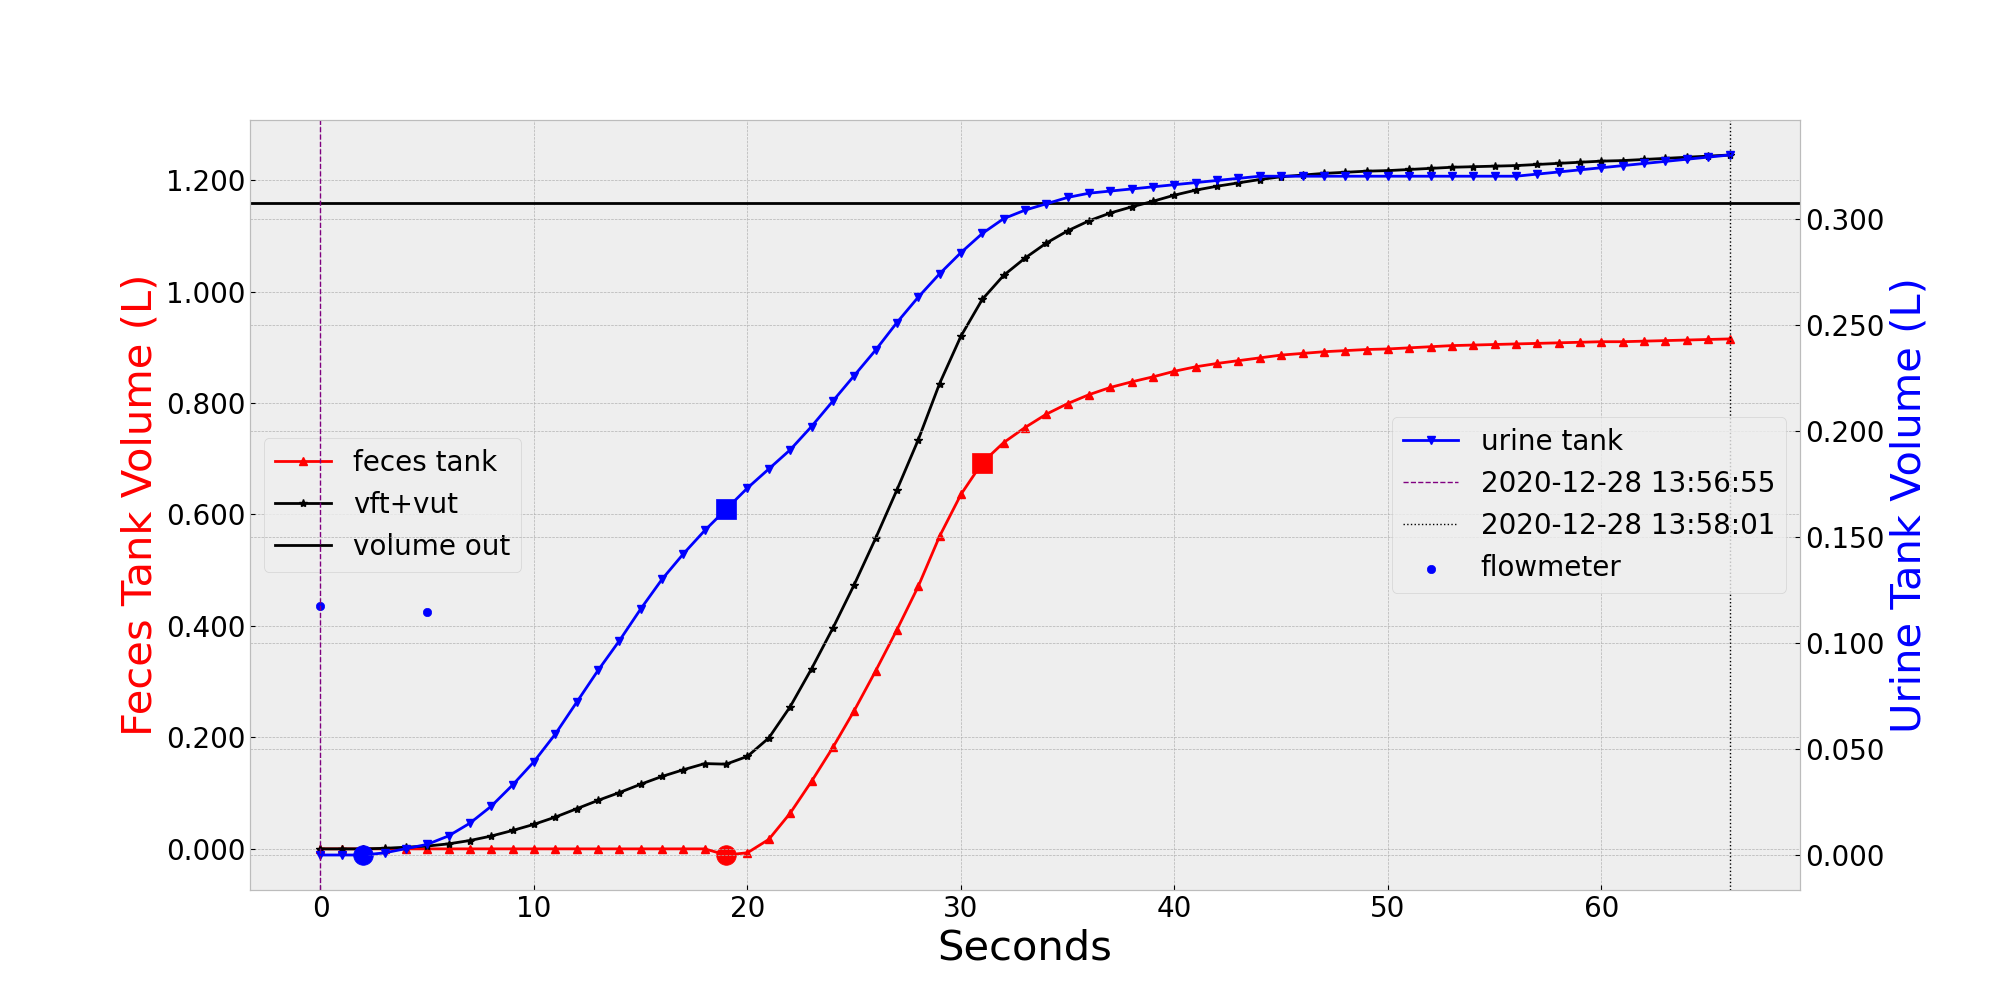 1.200
1.000
0.800
0.600
0.400
0.200
0.000
Feces Tank Volume (L)
feces tank
vft+vut
volume out
urine tank
2020-12-28 13:56:55
2020-12-28 13:58:01
flowmeter
0.300
0.250
0.200
0.150
0.100
0.050
0.000
Urine Tank Volume (L)
0 10 20 30 40 50 60
Seconds